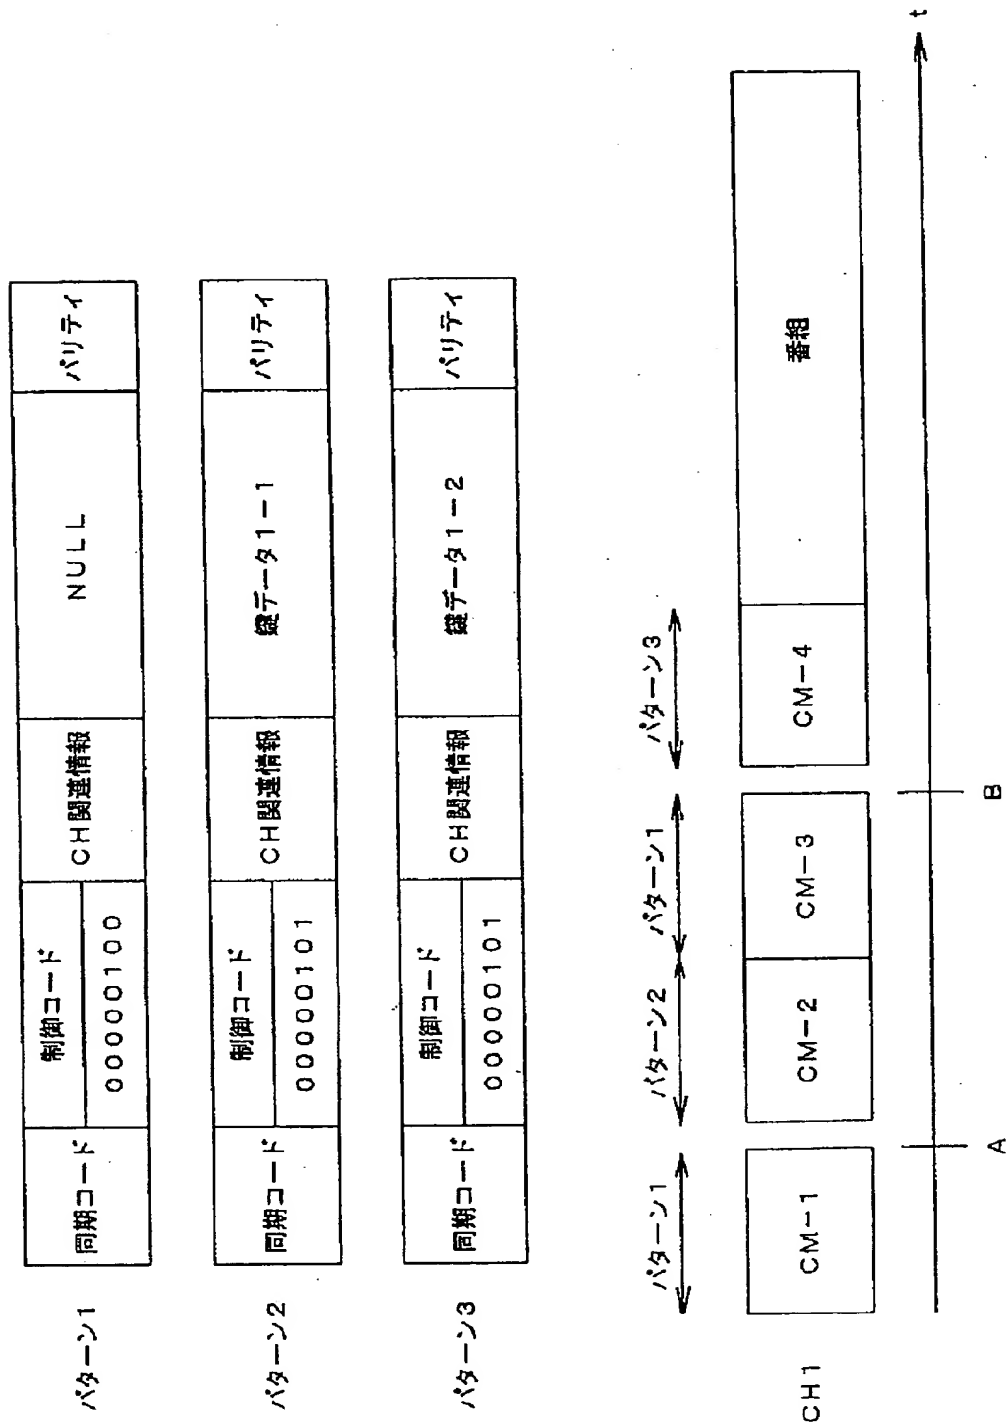 パターン1
同期コード
制御コード
00000100
CH関連情報
NULL
パリティ
パターン2
同期コード
制御コード
00000101
CH関連情報
鍵データ1-1
パリティ
パターン3
同期コード
制御コード
00000101
CH関連情報
鍵データ1-2
パリティ
パターン1
パターン2
パターン1
パターン3
CH1
CM-1
CM-2
CM-3
CM-4
番組
A
B
t